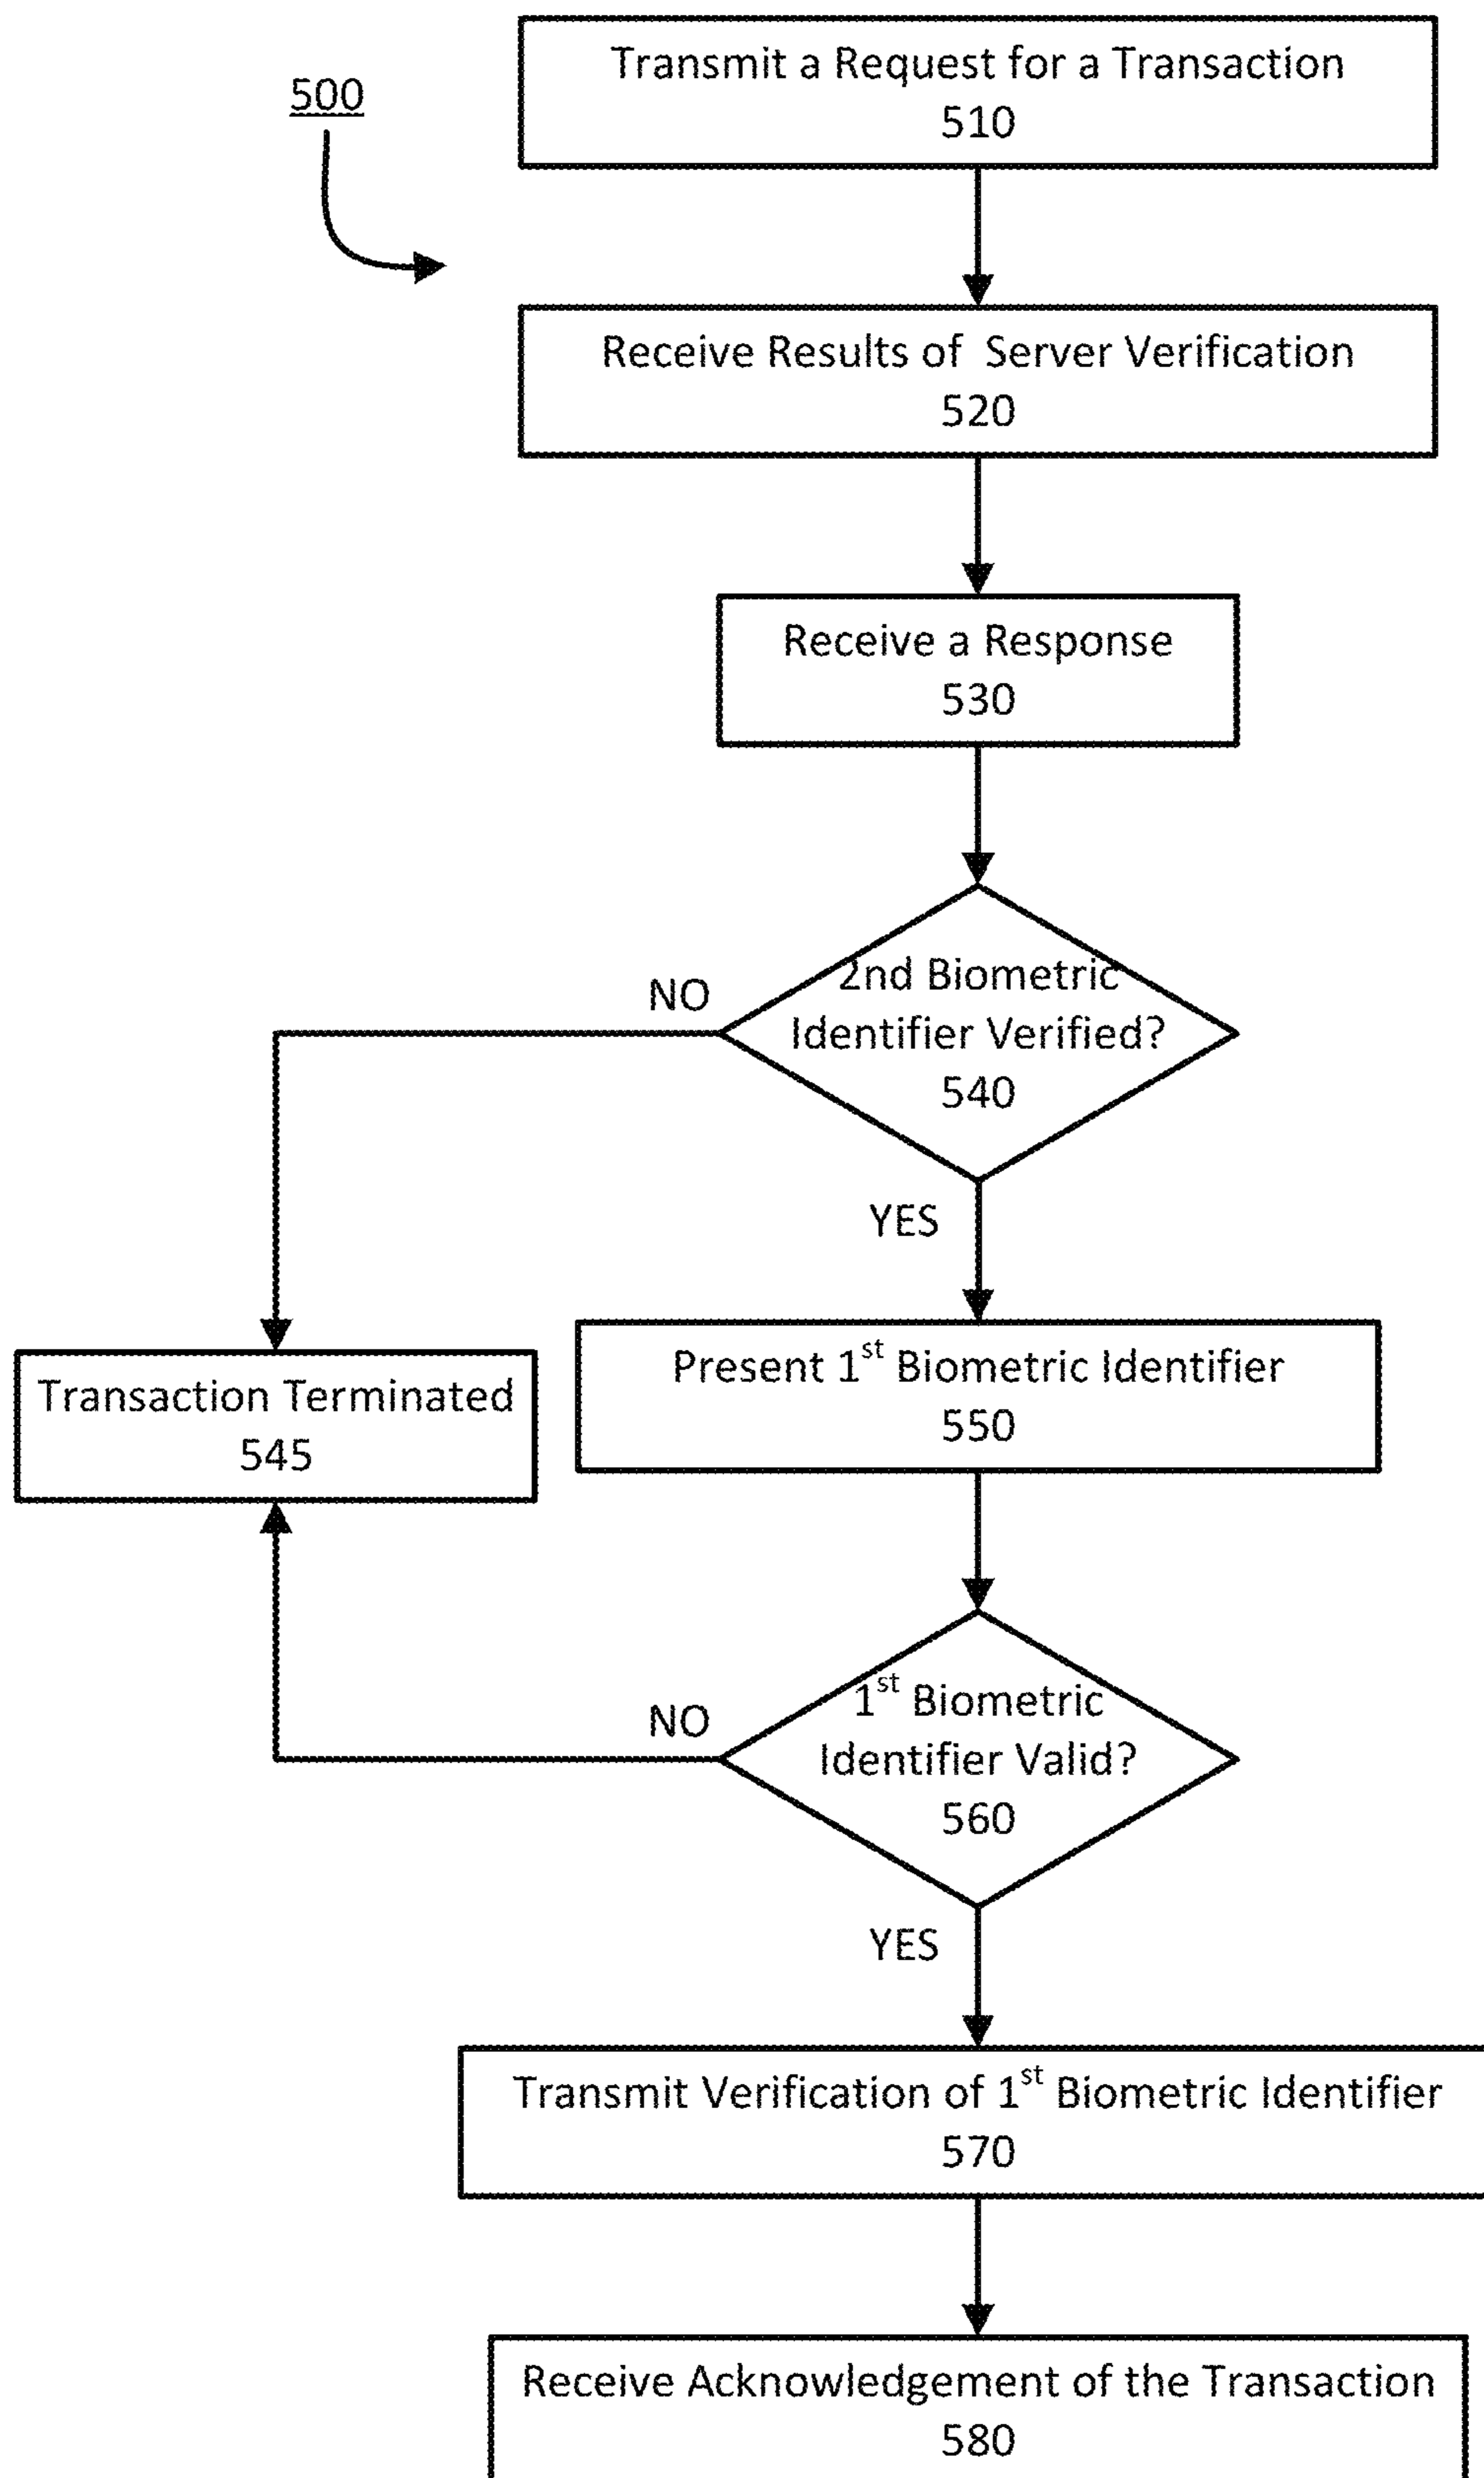 500
Transmit a Request for a Transaction
510
Receive Results of Server Verification
520
Receive a Response
530
2nd Biometric
Identifier Verified?
540
NO
YES
Transaction Terminated
545
Present 1st Biometric Identifier
550
1st Biometric
Identifier Valid?
560
NO
YES
Transmit Verification of 1st Biometric Identifier
570
Receive Acknowledgement of the Transaction
580